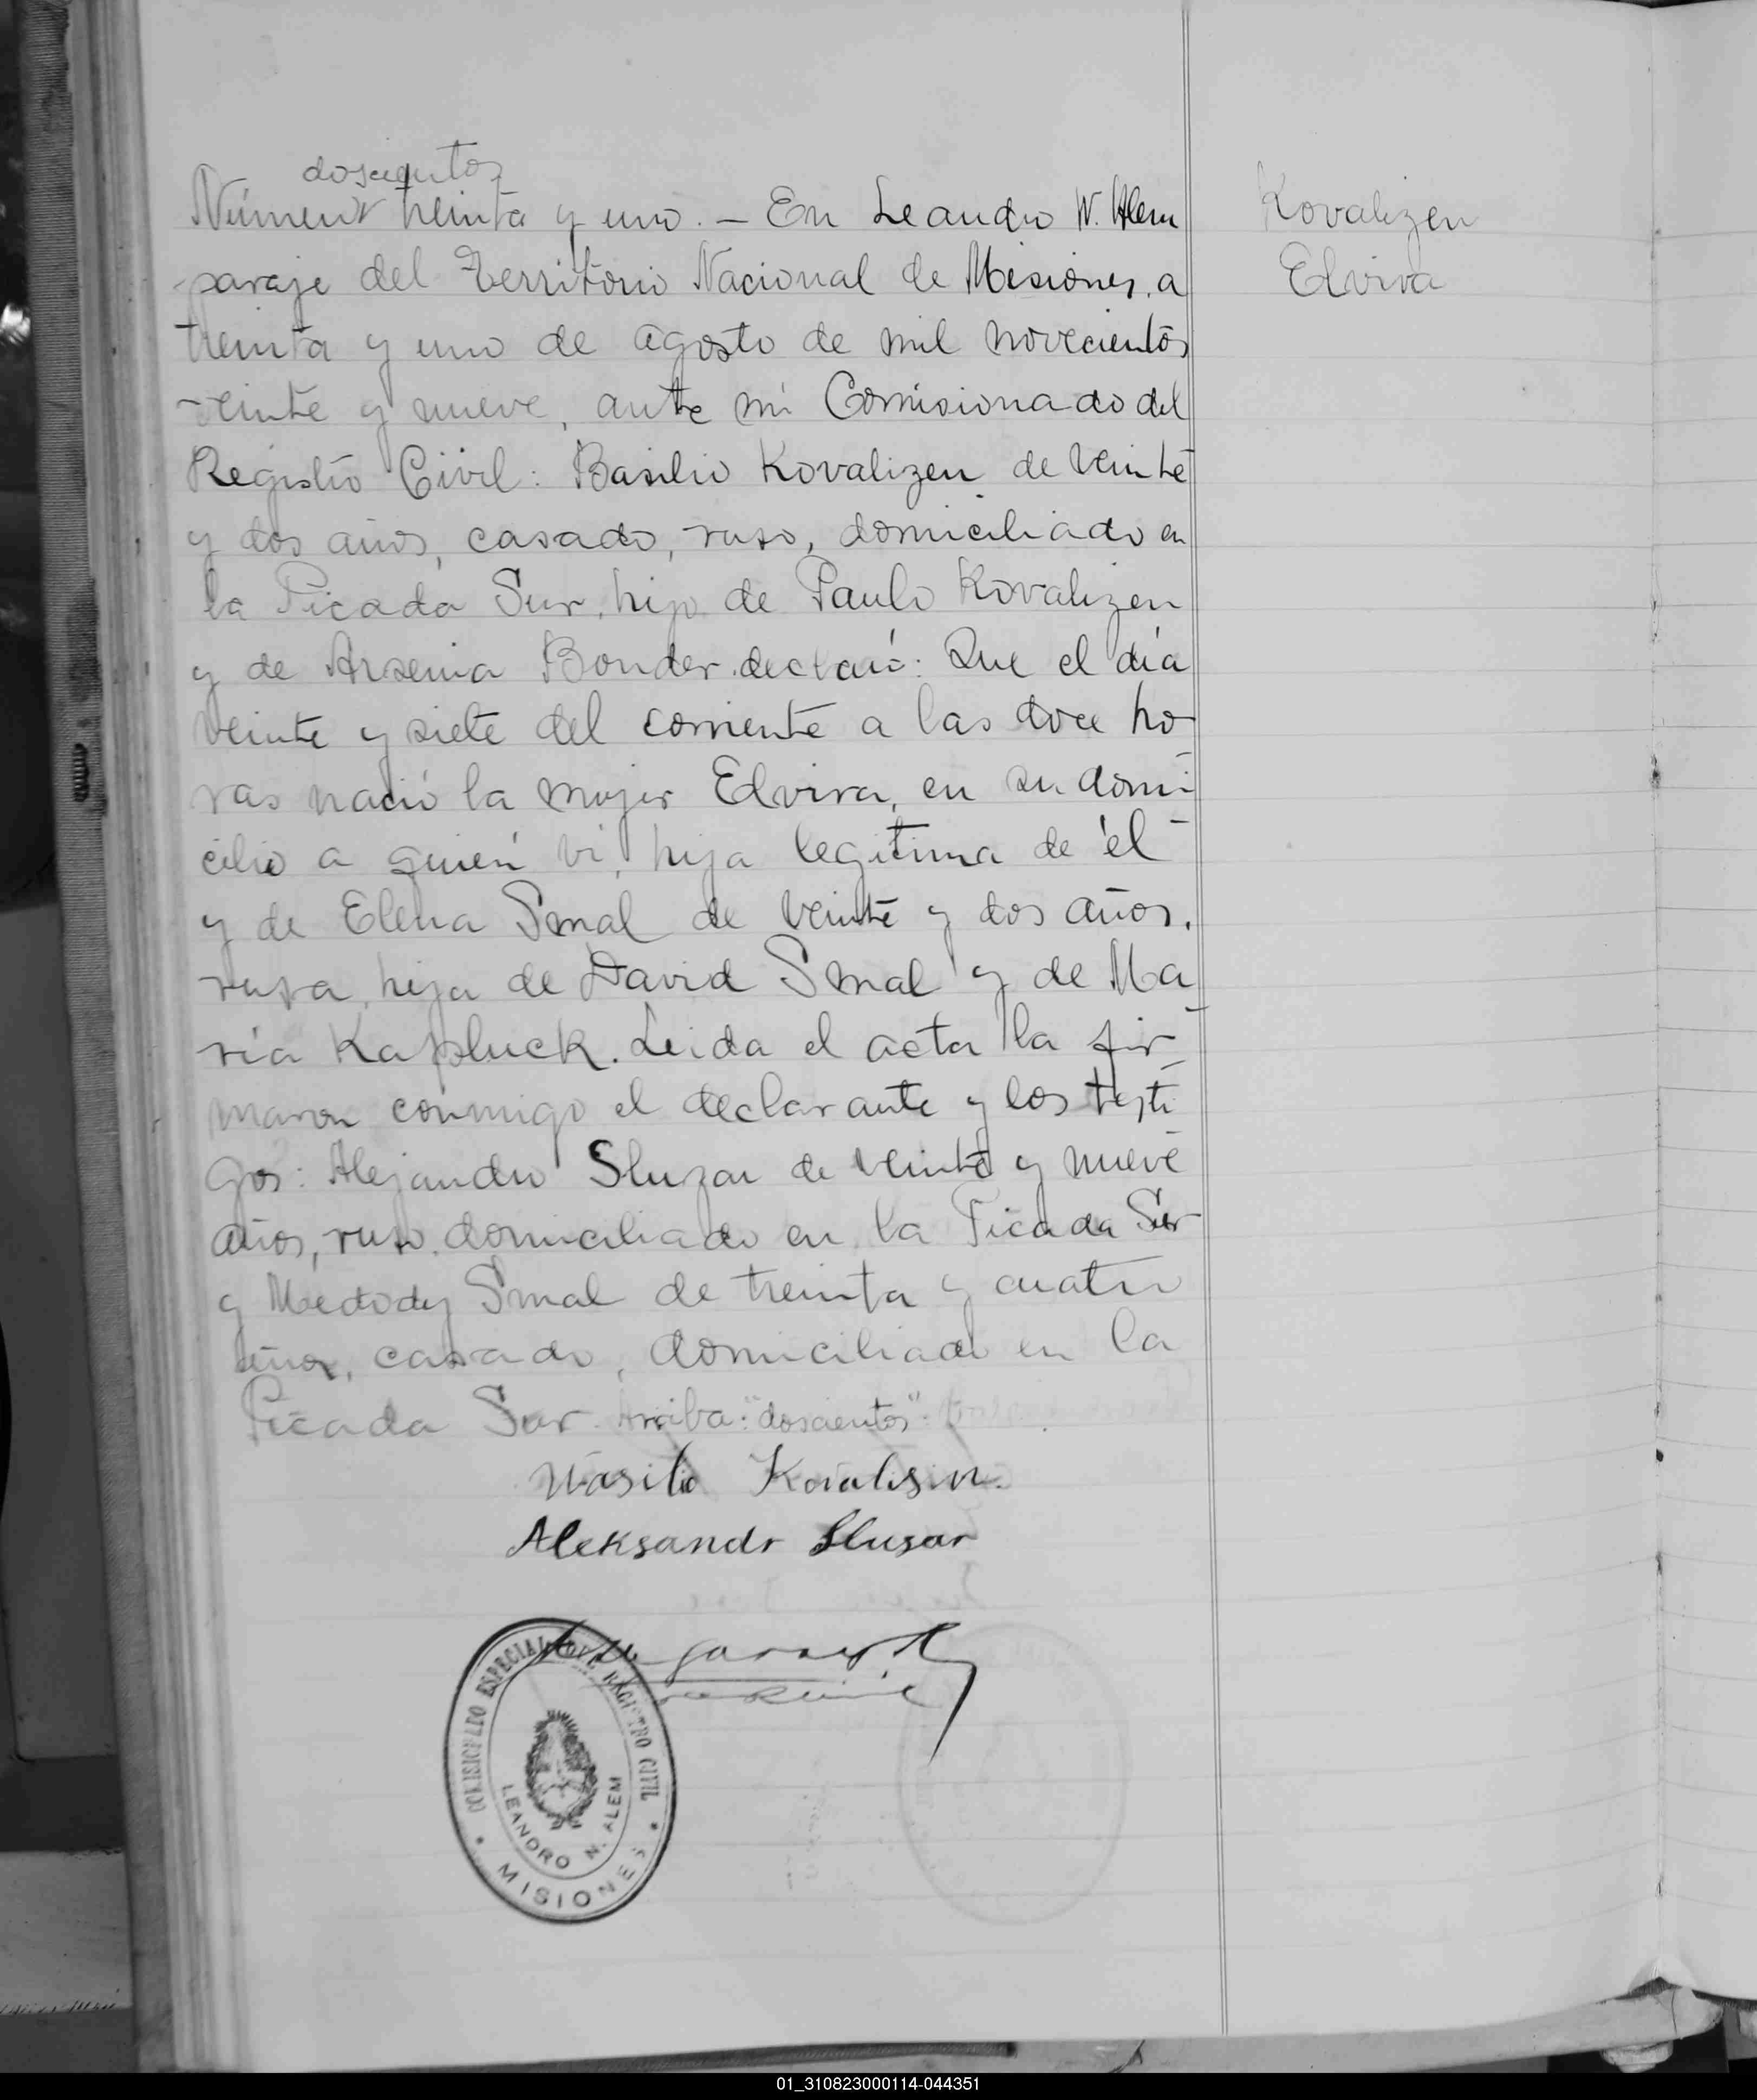 doscientos
Número treinta y uno. – En Leandro N. Alem
paraje del Territorio Nacional de Misiones, a
treinta y uno de agosto de mil novecientos
veinte y nueve, ante mí Comisionado del
Registro Civil: Basilio Kovalizen de veinte
y dos años, casado, ruso, domiciliado en
la Picada Sur, hijo de Paulo Kovalizen
y de Arsenia Bonder declaró: Que el día
veinte y siete del corriente a las doce ho
ras nació la mujer Elvira, en su domi
cilio a quien vi, hija legitima de él
y de Elena Smal de veinte y dos años,
rusa, hija de David Smal y de Ma
ría Kapluck. Leida el acta la fir
maron conmigo el declarante y los testi
gos: Alejandro Sluzar de veinte y nueve
años, ruso, domiciliado en la Picada Sur
y Metody Smal de treinta y cuatro
años, casado, domiciliado en la
Picada Sur. Arriba: "doscientos".
Wasilio Kovalisin.
Aleksandr Slusar
Kovalizen
Elvira
COMISIONADO ESPECIAL DEL REGISTRO CIVIL
LEANDRO N. ALEM
MISIONES
01_310823000114-044351